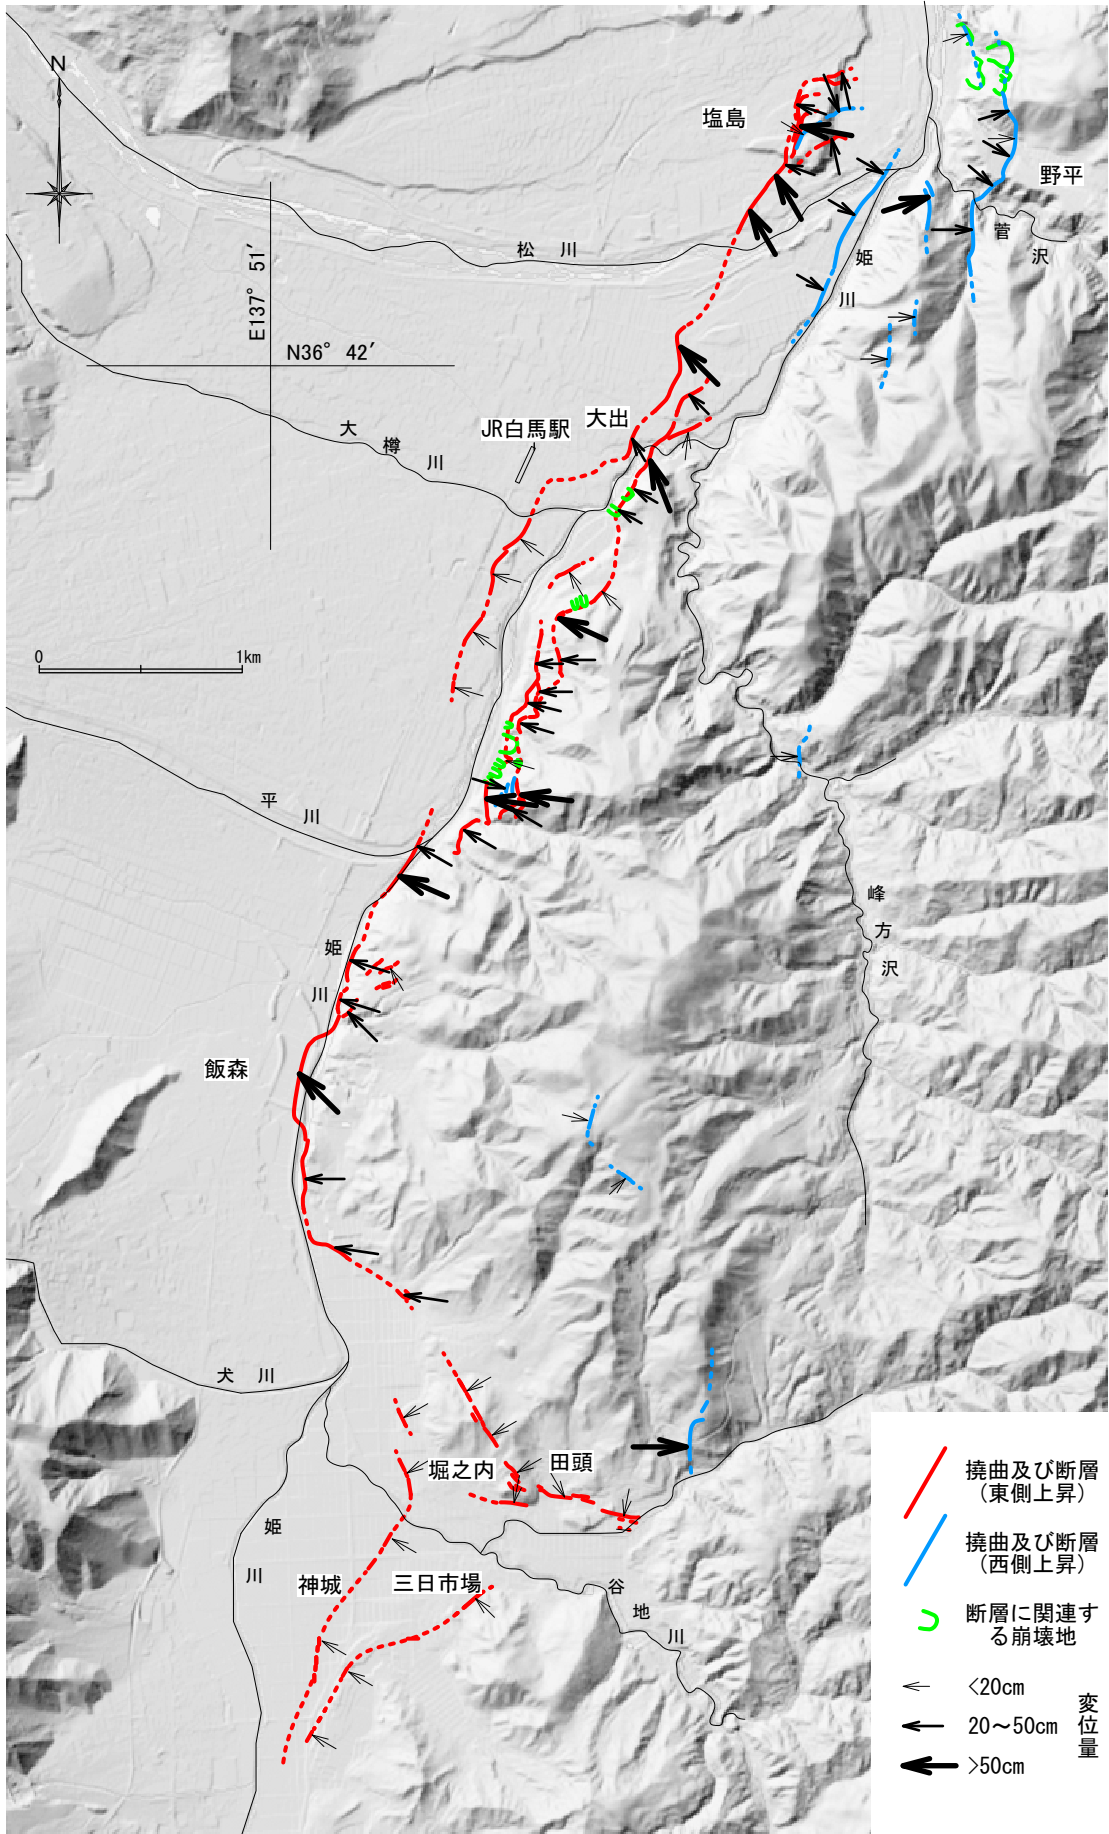 N
塩島
野平
菅沢
松川
姫川
E137° 51′
N36° 42′
大樽川
JR白馬駅
大出
0 1km
平川
峰方沢
姫川
飯森
犬川
堀之内
田頭
姫川
神城
三日市場
谷地川
撓曲及び断層
(東側上昇)
撓曲及び断層
(西側上昇)
断層に関連す
る崩壊地
<20cm
20～50cm
>50cm
変位量